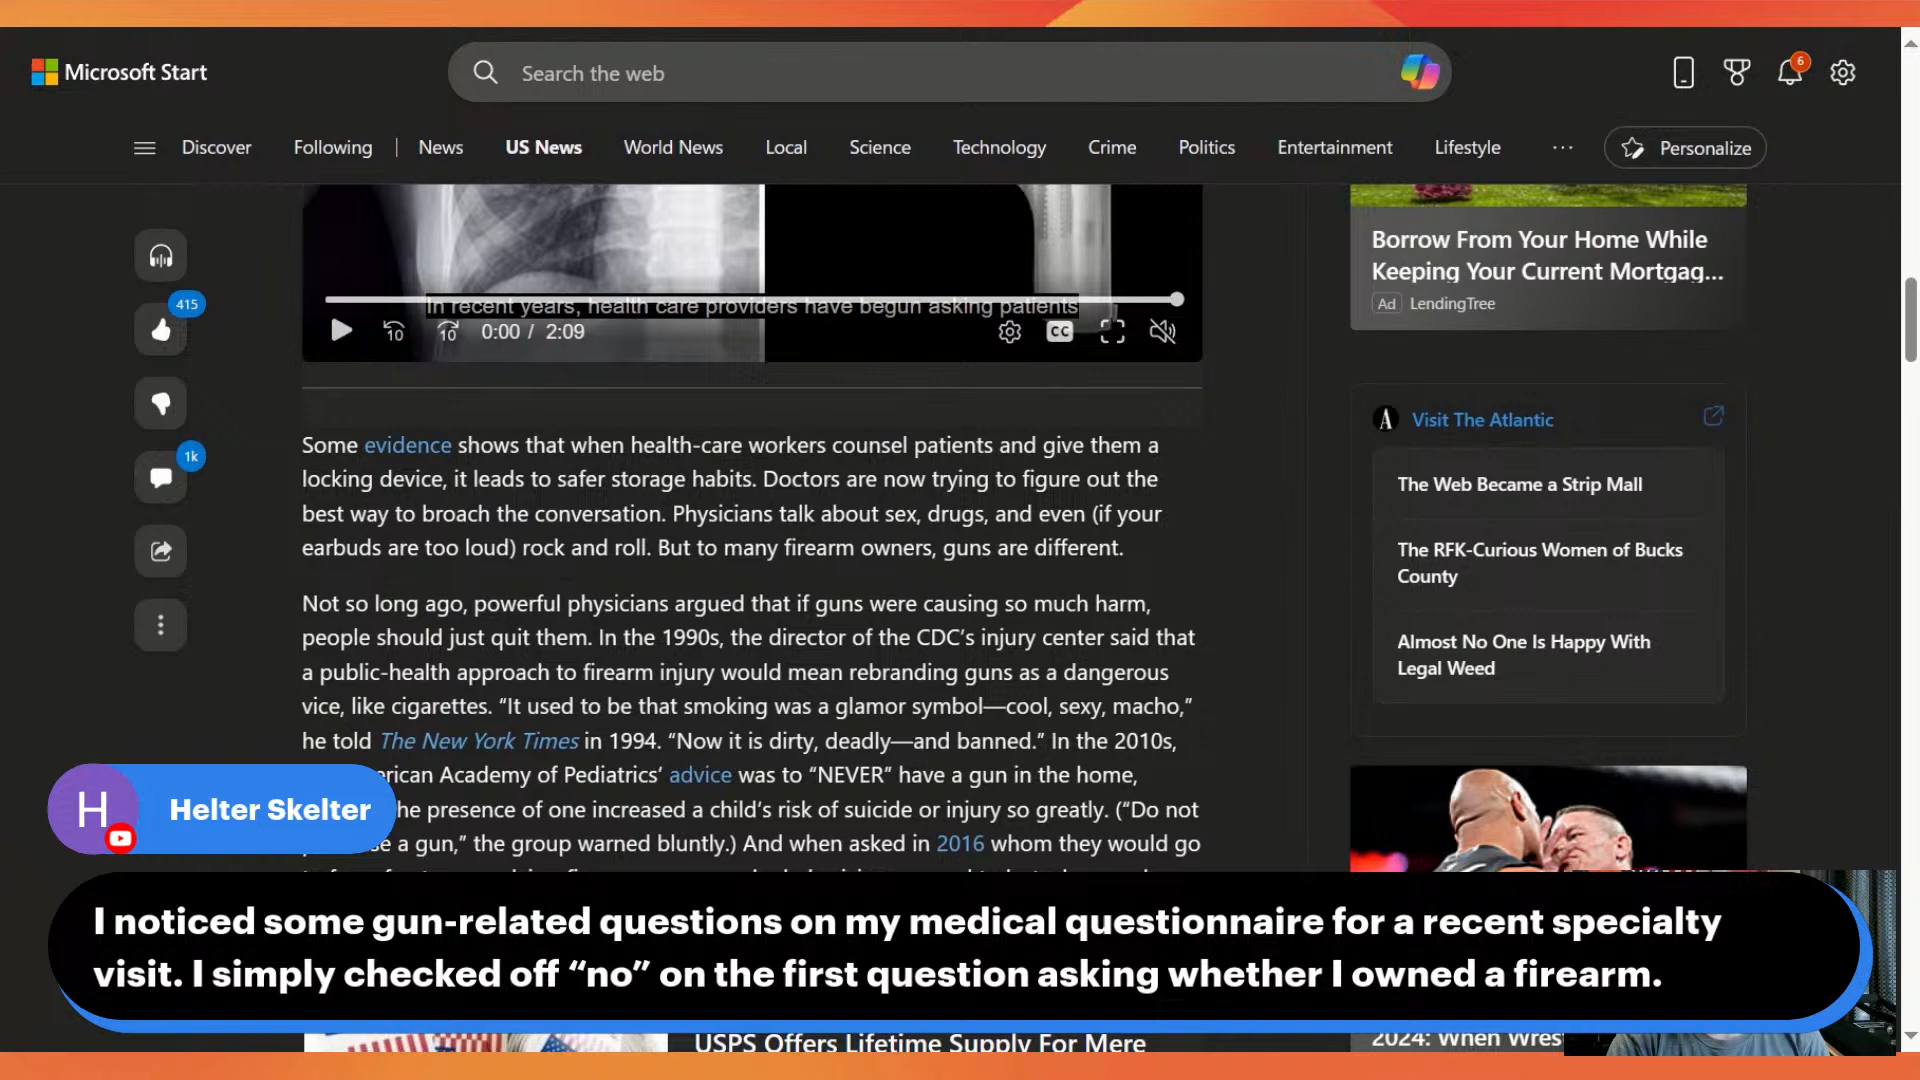 Microsoft Start
Search the web
6
Discover
Following
News
US News
World News
Local
Science
Technology
Crime
Politics
Entertainment
Lifestyle
...
Personalize
415
1k
In recent years, health care providers have begun asking patients
10
10
0:00 / 2:09
CC
Some evidence shows that when health-care workers counsel patients and give them a
locking device, it leads to safer storage habits. Doctors are now trying to figure out the
best way to broach the conversation. Physicians talk about sex, drugs, and even (if your
earbuds are too loud) rock and roll. But to many firearm owners, guns are different.
Not so long ago, powerful physicians argued that if guns were causing so much harm,
people should just quit them. In the 1990s, the director of the CDC’s injury center said that
a public-health approach to firearm injury would mean rebranding guns as a dangerous
vice, like cigarettes. “It used to be that smoking was a glamor symbol—cool, sexy, macho,”
he told The New York Times in 1994. “Now it is dirty, deadly—and banned.” In the 2010s,
Academy of Pediatrics’ advice was to “NEVER” have a gun in the home,
presence of one increased a child’s risk of suicide or injury so greatly. (“Do not
a gun,” the group warned bluntly.) And when asked in 2016 whom they would go
Borrow From Your Home While
Keeping Your Current Mortgag...
Ad LendingTree
A Visit The Atlantic
The Web Became a Strip Mall
The RFK-Curious Women of Bucks
County
Almost No One Is Happy With
Legal Weed
H Helter Skelter
I noticed some gun-related questions on my medical questionnaire for a recent specialty
visit. I simply checked off “no” on the first question asking whether I owned a firearm.
USPS Offers Lifetime Supply For Mere
2024: When